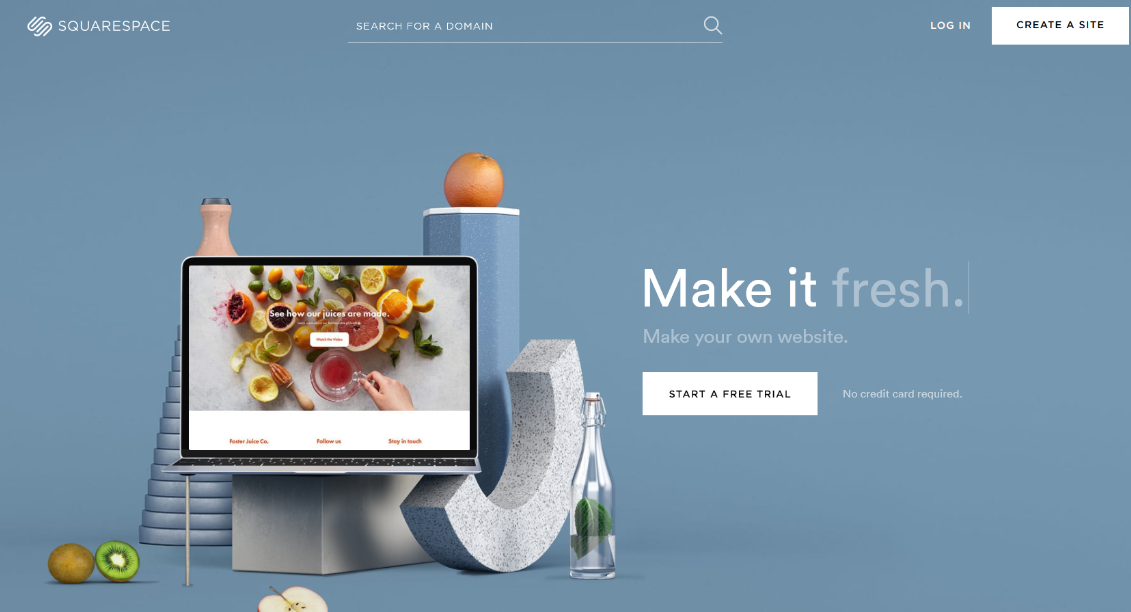 SQUARESPACE
SEARCH FOR A DOMAIN
LOG IN
CREATE A SITE
See how our juices are made.
Watch the Video
Foster Juice Co.
Follow us
Stay in touch
Make it fresh.
Make your own website.
START A FREE TRIAL
No credit card required.